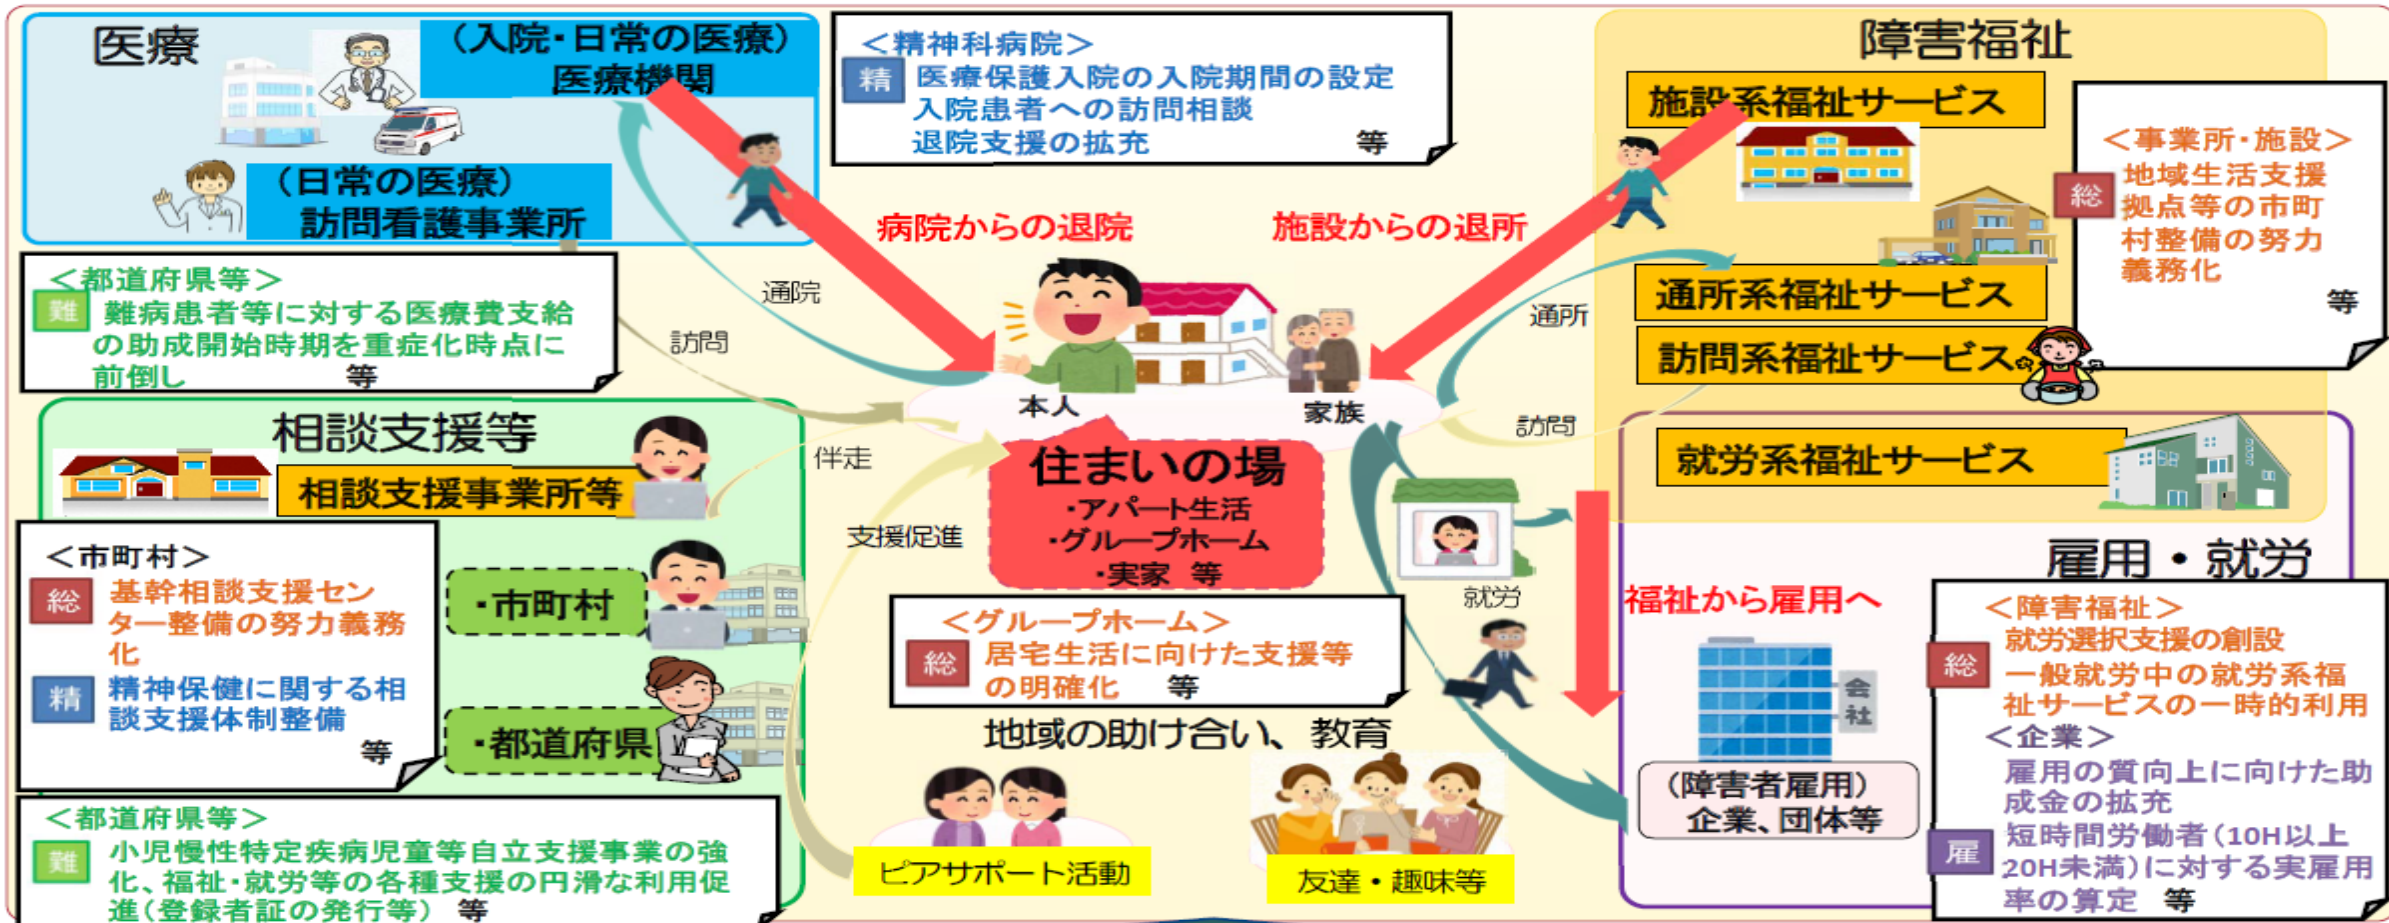 医療
(入院・日常の医療)
医療機関
(日常の医療)
訪問看護事業所
<精神科病院>
精
医療保護入院の入院期間の設定
入院患者への訪問相談
退院支援の拡充 等
障害福祉
施設系福祉サービス
通所系福祉サービス
訪問系福祉サービス
就労系福祉サービス
<事業所・施設>
総
地域生活支援
拠点等の市町
村整備の努力
義務化
等
<都道府県等>
難
難病患者等に対する医療費支給
の助成開始時期を重症化時点に
前倒し 等
病院からの退院
施設からの退所
通院
訪問
通所
訪問
本人
家族
住まいの場
・アパート生活
・グループホーム
・実家 等
伴走
支援促進
就労
相談支援等
相談支援事業所等
・市町村
・都道府県
<市町村>
総
基幹相談支援セン
ター整備の努力義務
化
精
精神保健に関する相
談支援体制整備
等
<都道府県等>
難
小児慢性特定疾病児童等自立支援事業の強
化、福祉・就労等の各種支援の円滑な利用促
進(登録者証の発行等) 等
<グループホーム>
総
居宅生活に向けた支援等
の明確化 等
地域の助け合い、教育
ピアサポート活動
友達・趣味等
福祉から雇用へ
雇用・就労
会社
(障害者雇用)
企業、団体等
<障害福祉>
総
就労選択支援の創設
一般就労中の就労系福
祉サービスの一時的利用
<企業>
雇用の質向上に向けた助
成金の拡充
雇
短時間労働者(10H以上
20H未満)に対する実雇用
率の算定 等